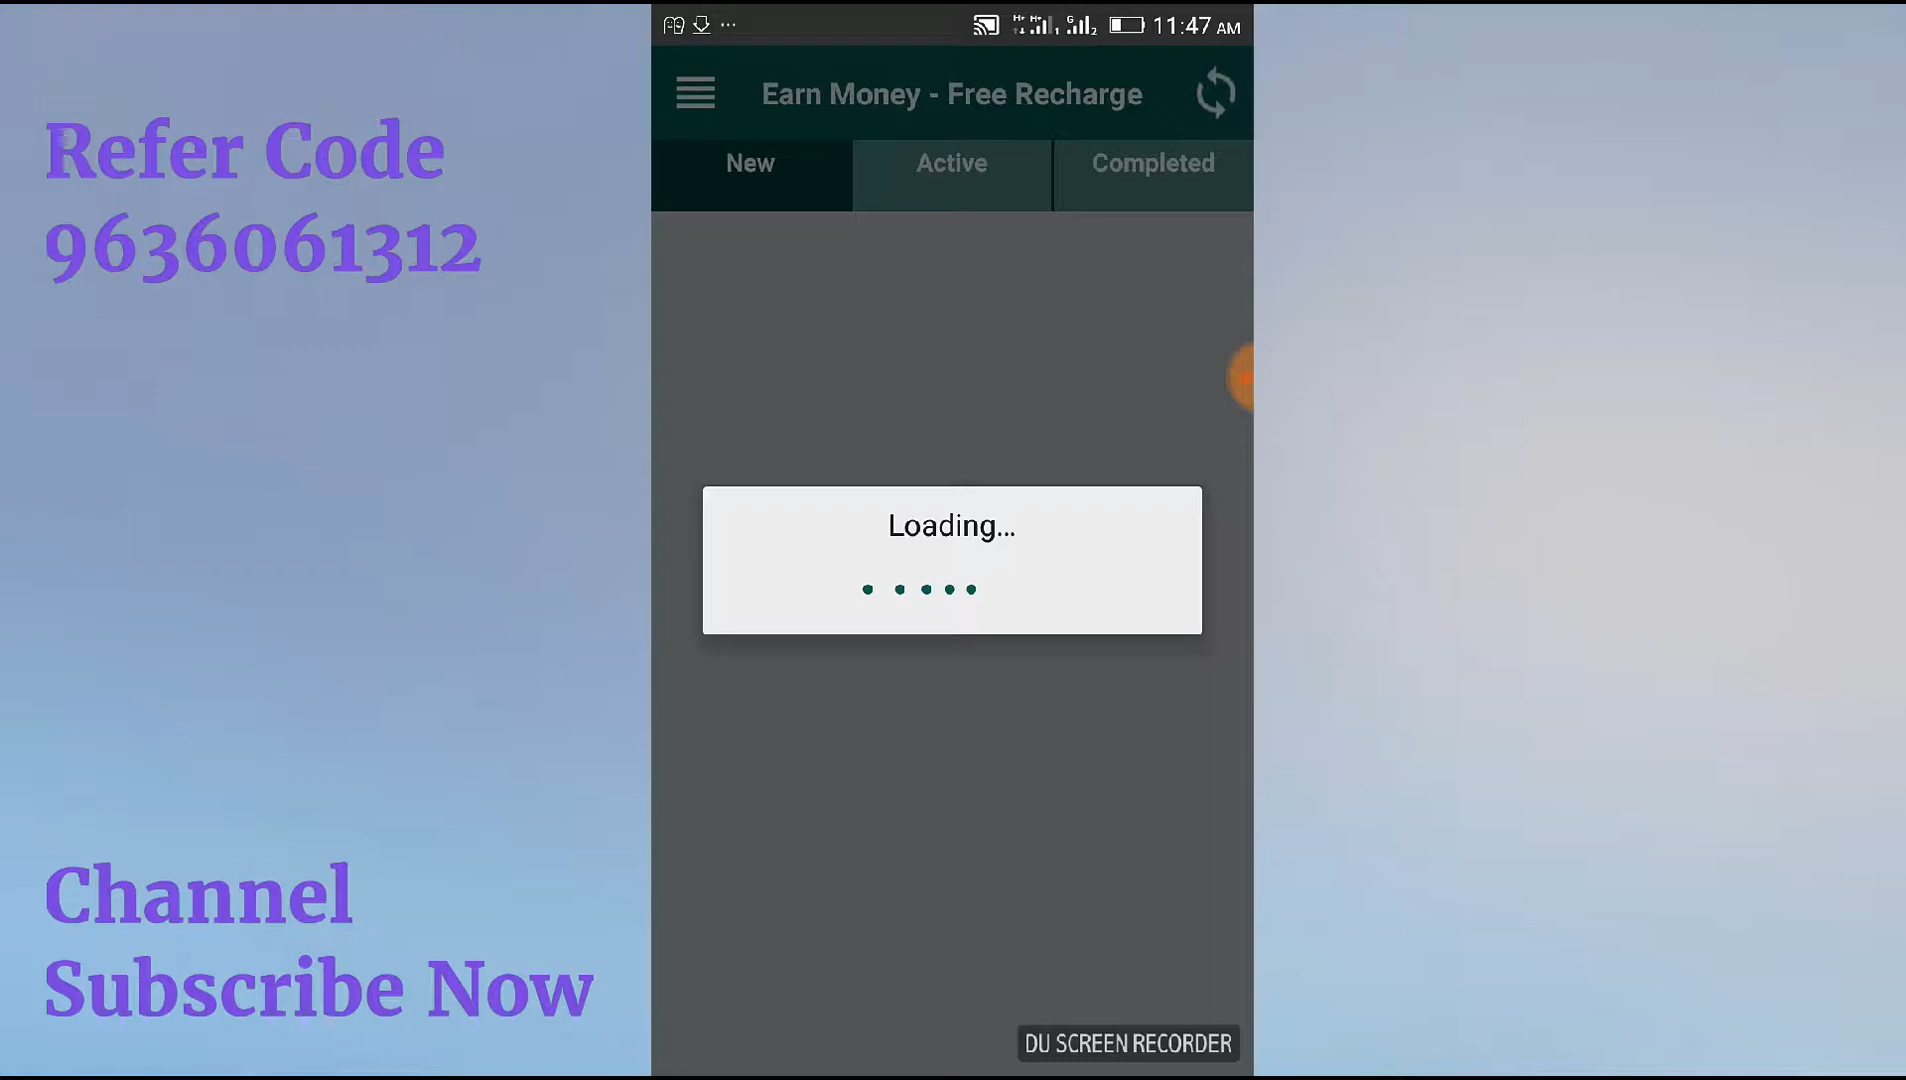 11:47 AM
Earn Money - Free Recharge
New
Active
Completed
Refer Code
9636061312
Loading...
Channel
Subscribe Now
DU SCREEN RECORDER